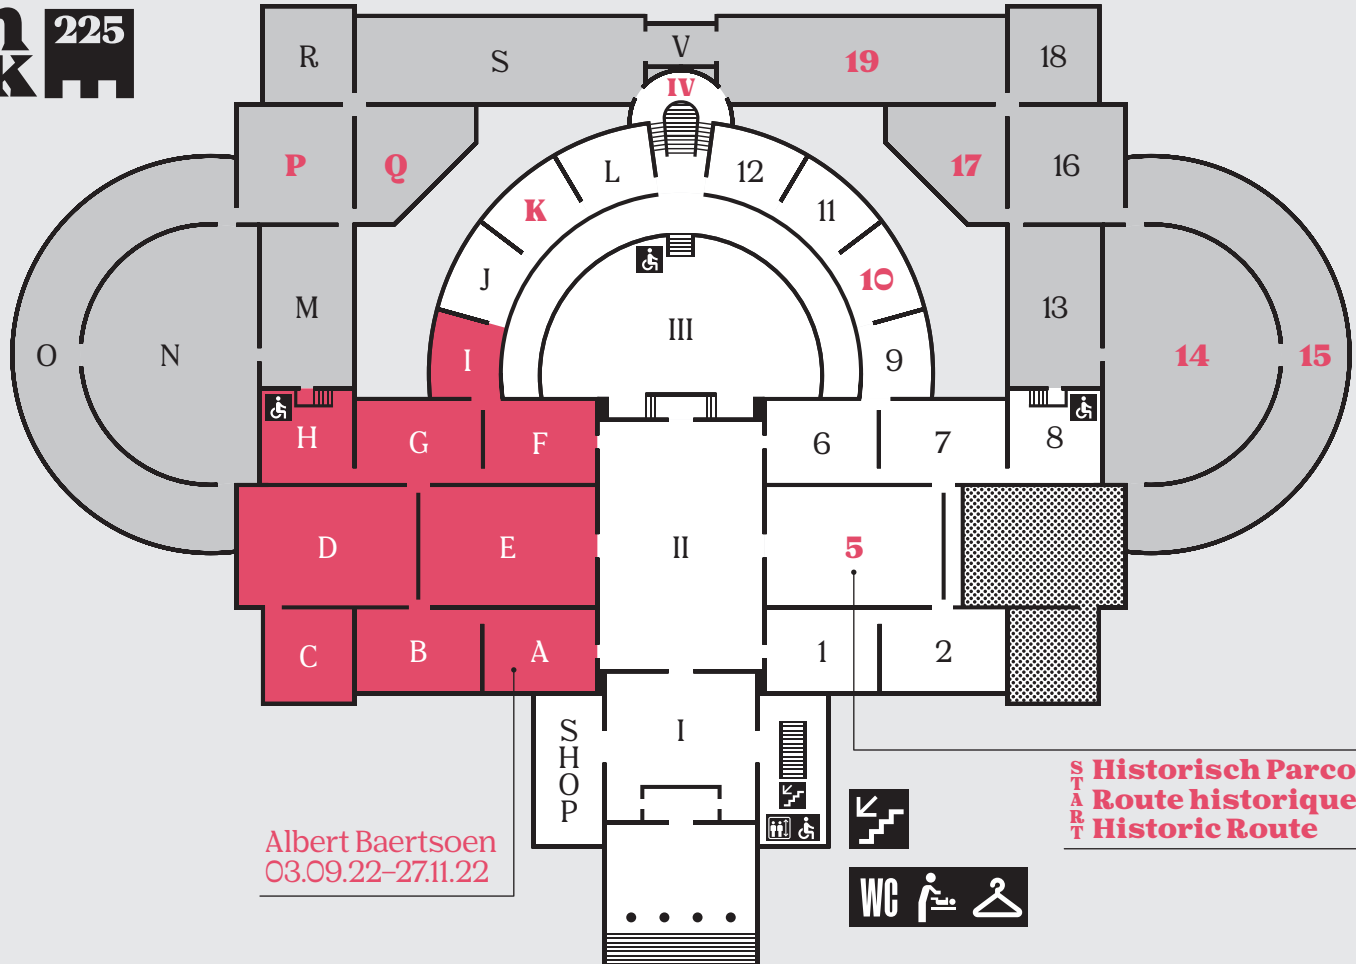 225
R
S
V
19
18
IV
P
Q
L
12
17
16
K
11
J
10
M
III
13
O
N
I
9
14
15
H
G
F
6
7
8
D
E
II
5
C
B
A
1
2
SHOP
I
START
Historisch Parco
Route historique
Historic Route
Albert Baertsoen
03.09.22–27.11.22
WC